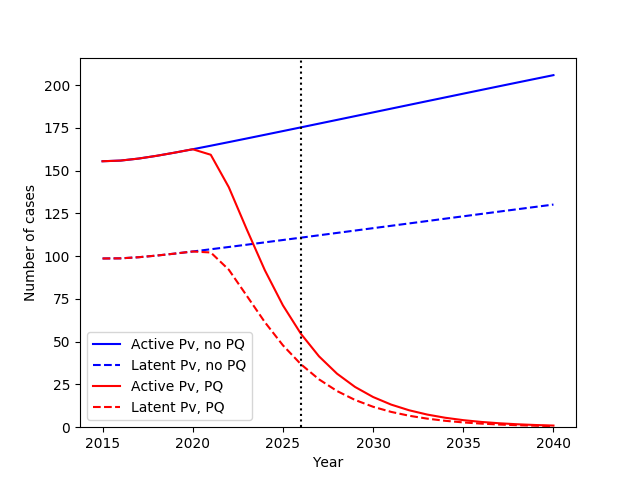 200
175
150
125
100
75
50
25
0
Number of cases
Active Pv, no PQ
Latent Pv, no PQ
Active Pv, PQ
Latent Pv, PQ
2015 2020 2025 2030 2035 2040
Year